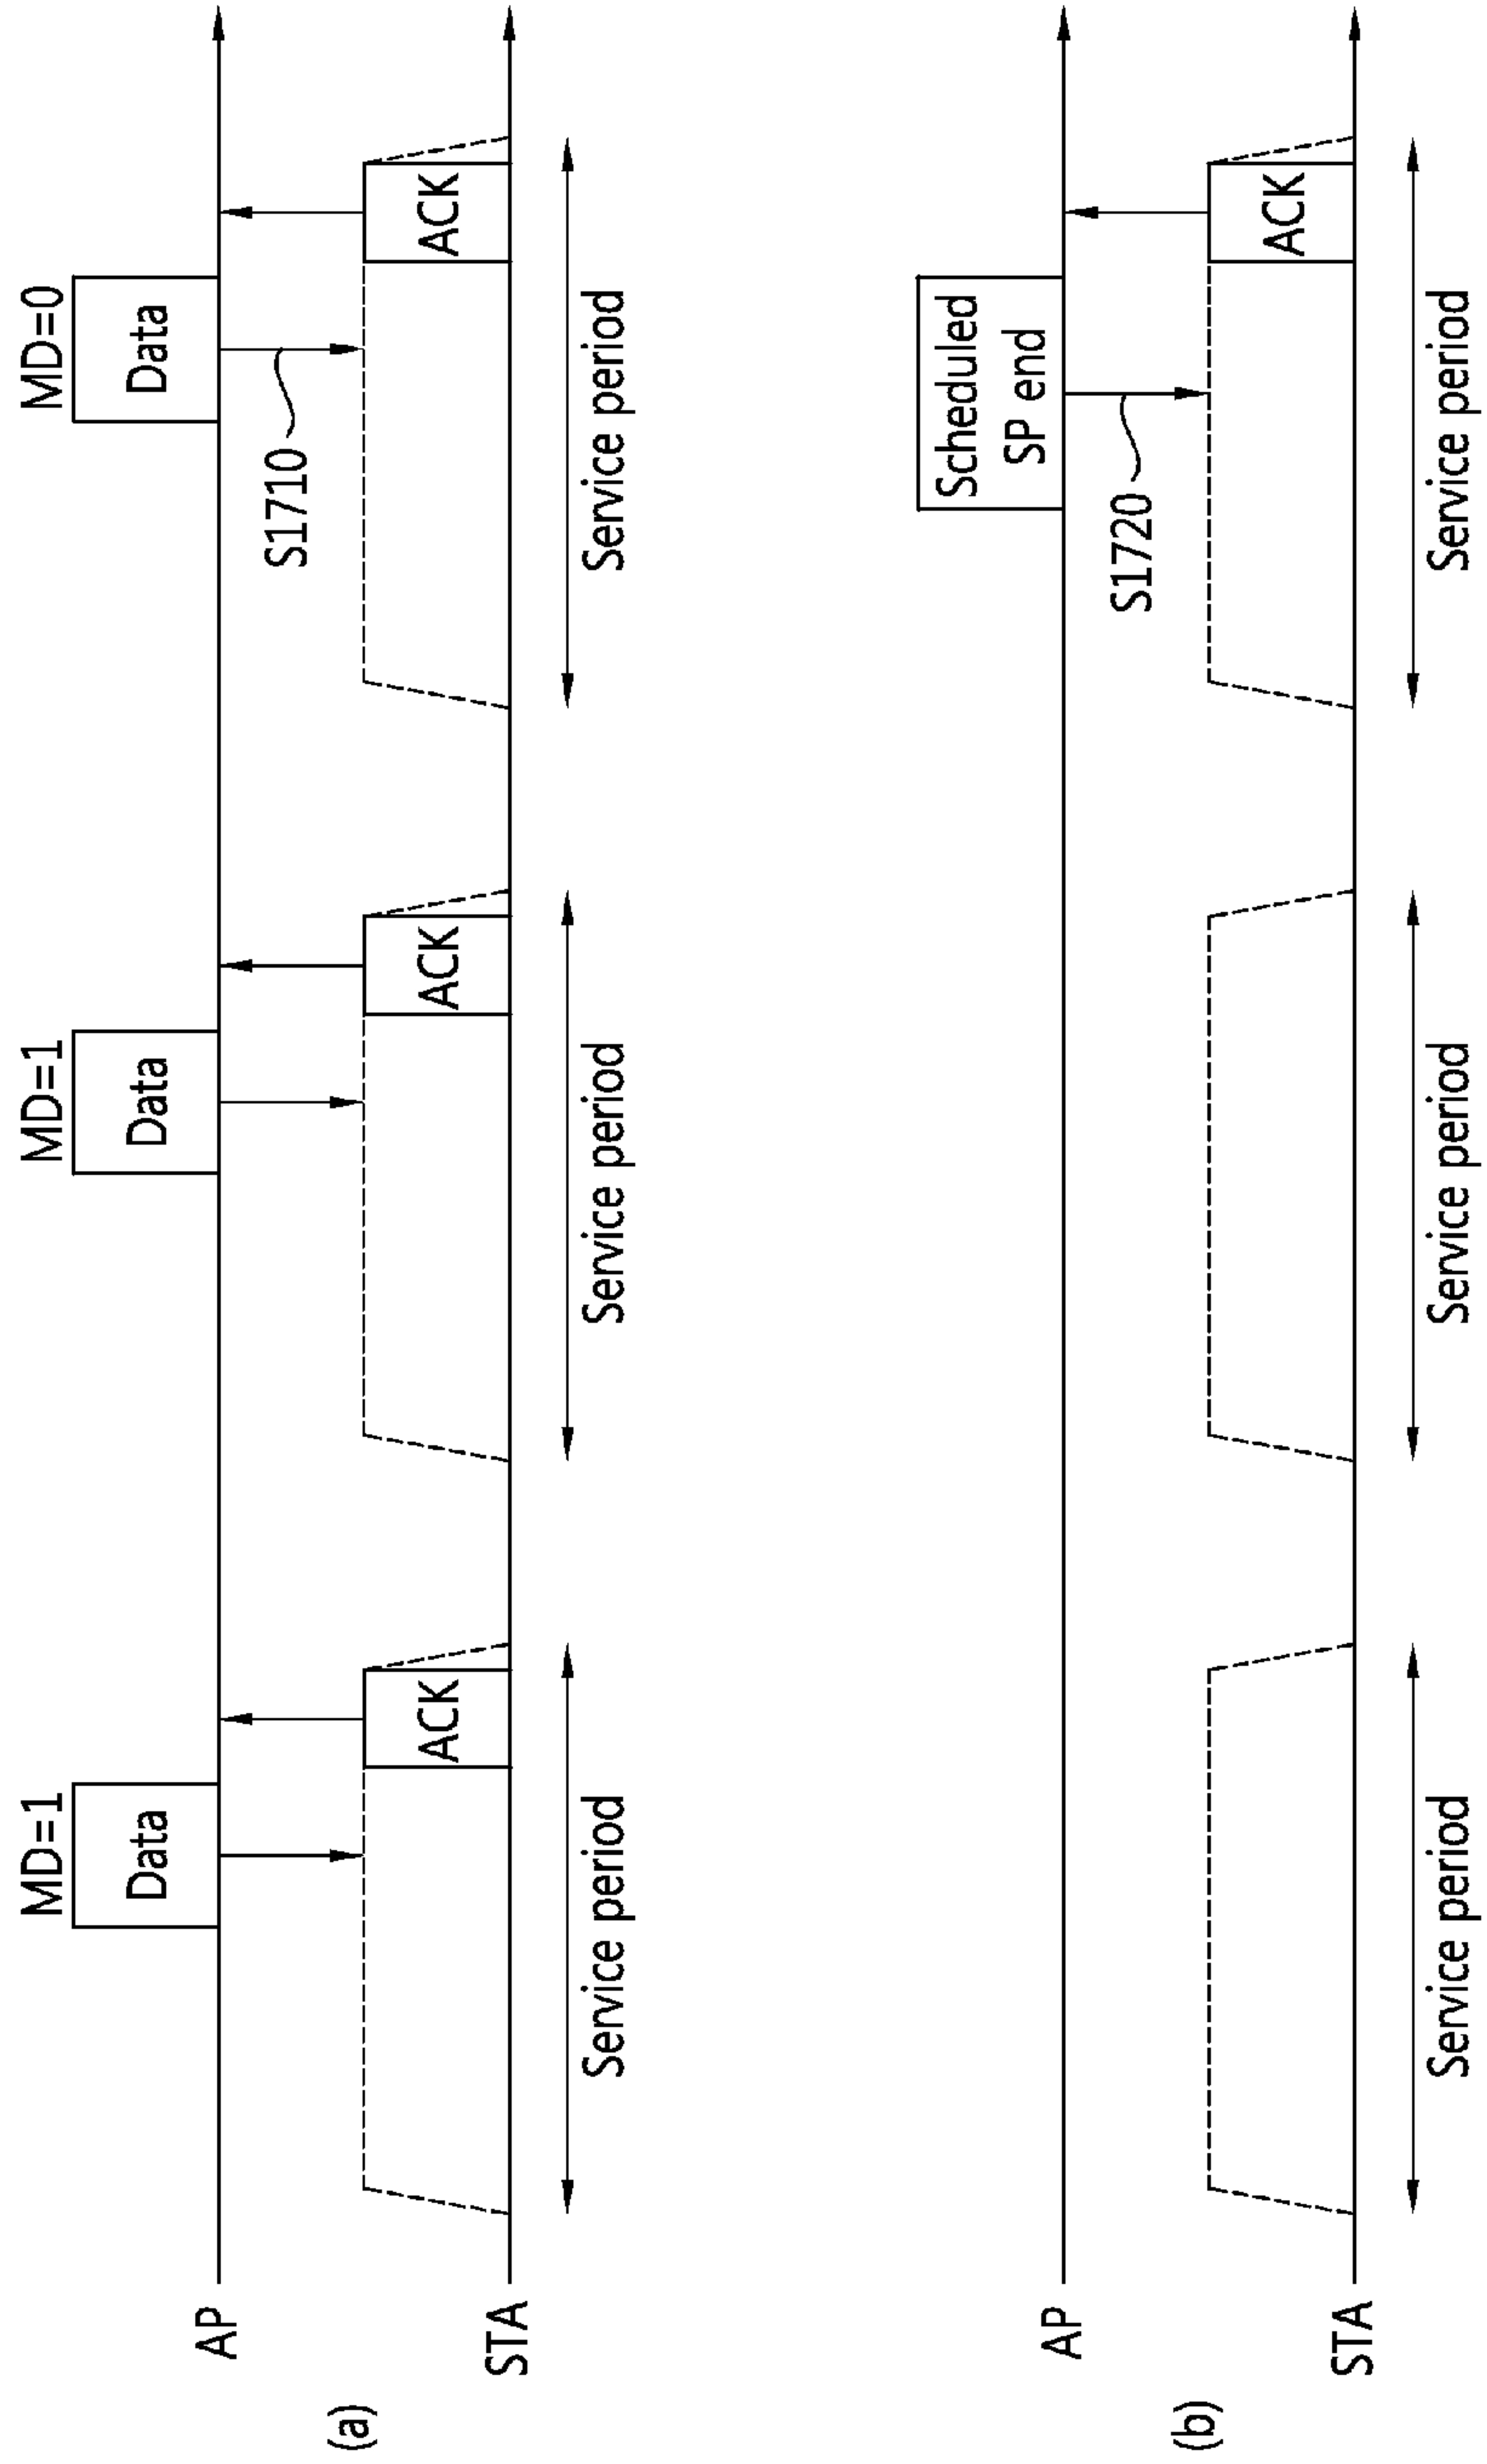 (a)
MD=1
MD=1
MD=0
Data
Data
Data
AP
S1710
ACK
ACK
ACK
STA
Service period
Service period
Service period
(b)
Scheduled
SP end
AP
S1720
ACK
STA
Service period
Service period
Service period